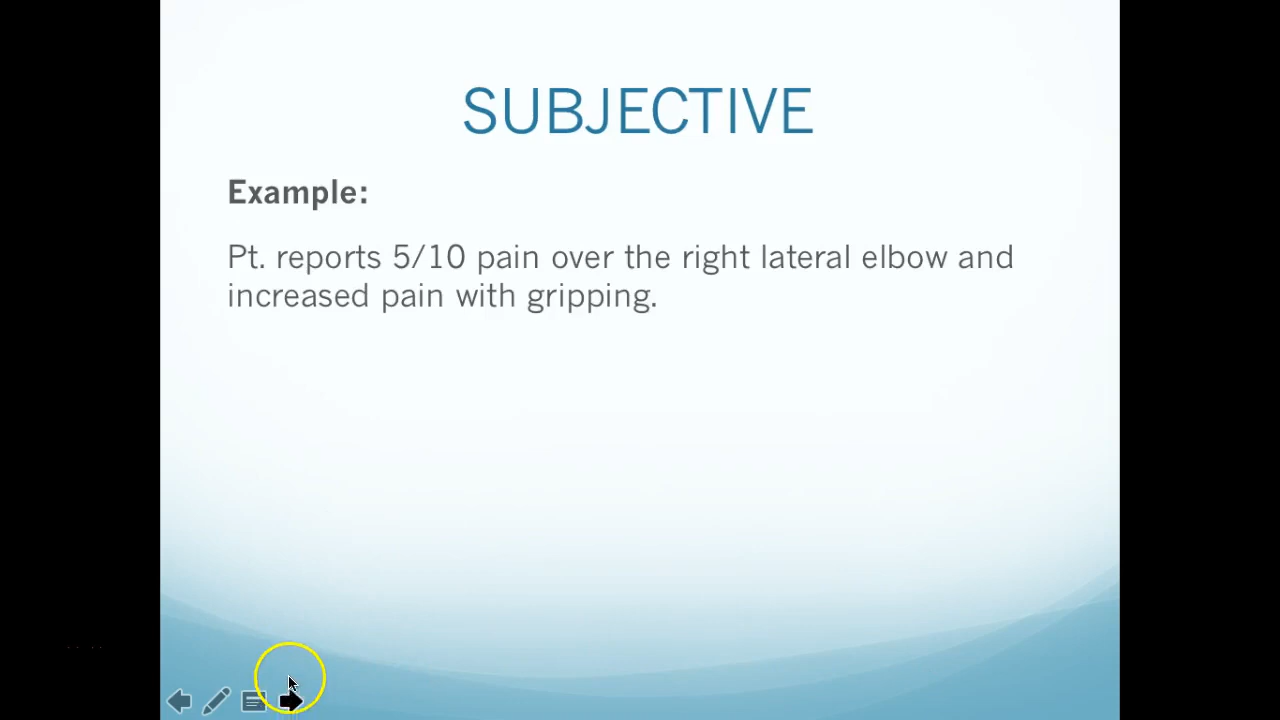 SUBJECTIVE
Example:
Pt. reports 5/10 pain over the right lateral elbow and
increased pain with gripping.